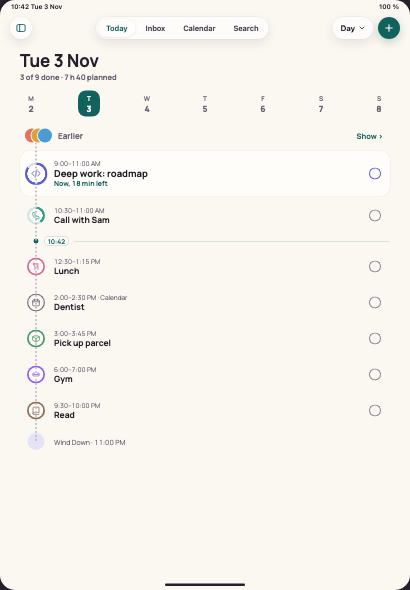 10:42 Tue 3 Nov
100 %
Today
Inbox
Calendar
Search
Day
Tue 3 Nov
3 of 9 done · 7 h 40 planned
M T W T F S S
2 3 4 5 6 7 8
Earlier
Show ›
9:00–11:00 AM
Deep work: roadmap
Now, 18 min left
10:30–11:00 AM
Call with Sam
10:42
12:30–1:15 PM
Lunch
2:00–2:30 PM · Calendar
Dentist
3:00–3:45 PM
Pick up parcel
6:00–7:00 PM
Gym
9:30–10:00 PM
Read
Wind Down · 11:00 PM